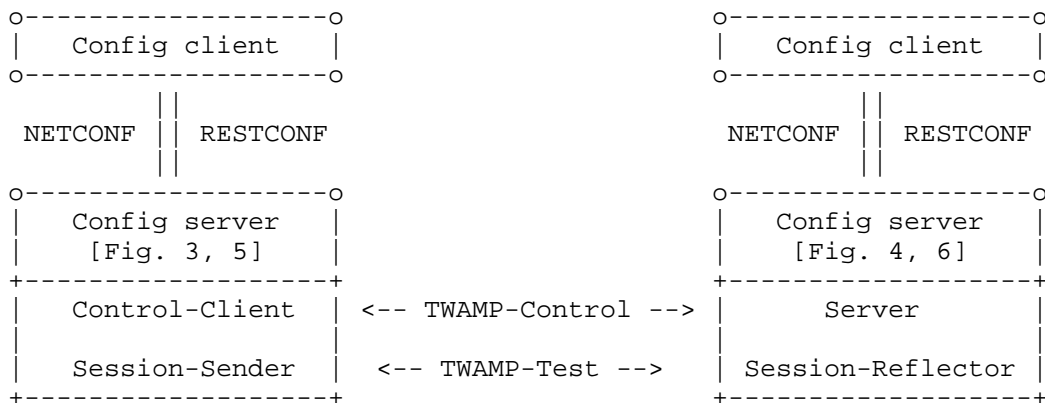 o-------------------o                        o-------------------o
|   Config client   |                        |   Config client   |
o-------------------o                        o-------------------o
         ||                                           ||
 NETCONF || RESTCONF                          NETCONF || RESTCONF
         ||                                           ||
o-------------------o                        o-------------------o
|   Config server   |                        |   Config server   |
|    [Fig. 3, 5]    |                        |    [Fig. 4, 6]    |
+-------------------+                        +-------------------+
|   Control-Client  | <-- TWAMP-Control -->  |      Server       |
|                   |                        |                   |
|   Session-Sender  |  <-- TWAMP-Test -->    | Session-Reflector |
+-------------------+                        +-------------------+